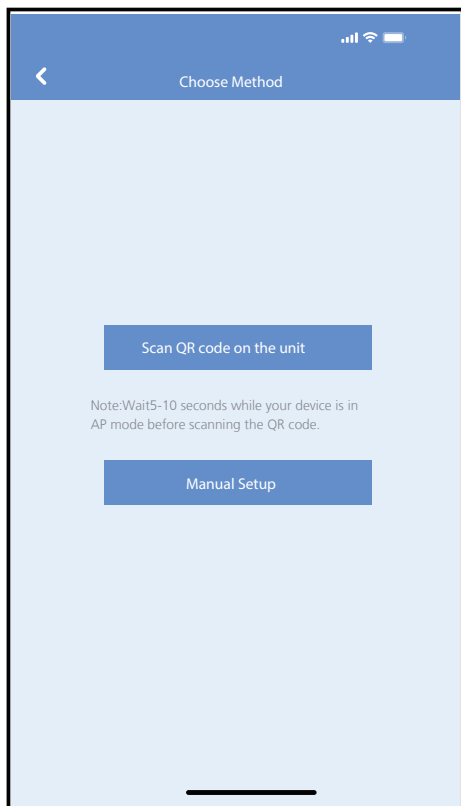 Choose Method
Scan QR code on the unit
Note:Wait5-10 seconds while your device is in
AP mode before scanning the QR code.
Manual Setup